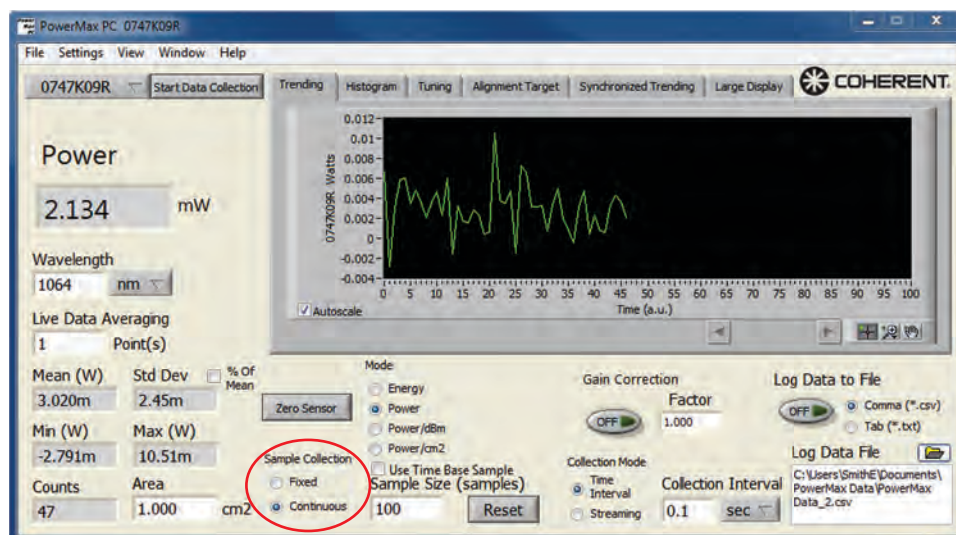 PowerMax PC 0747K09R
File Settings View Window Help
0747K09R Start Data Collection Trending Histogram Tuning Alignment Target Synchronized Trending Large Display COHERENT.
Power
2.134 mW
Wavelength
1064 nm
Live Data Averaging
1 Point(s)
0747K09R Watts
0.012
0.01
0.008
0.006
0.004
0.002
0
-0.002
-0.004
0 5 10 15 20 25 30 35 40 45 50 55 60 65 70 75 80 85 90 95 100
Autoscale Time (a.u.)
Mean (W) Std Dev % Of Mean
3.020m 2.45m
Min (W) Max (W)
-2.791m 10.51m
Counts Area
47 1.000 cm2
Zero Sensor
Mode
Energy
Power
Power/dBm
Power/cm2
Sample Collection
Fixed
Continuous
Use Time Base Sample
Sample Size (samples)
100 Reset
Gain Correction
Factor
OFF 1.000
Collection Mode
Time Interval
Streaming
Collection Interval
0.1 sec
Log Data to File
OFF Comma (*.csv)
Tab (*.txt)
Log Data File
C:\Users\SmithE\Documents\
PowerMax Data\PowerMax
Data_2.csv